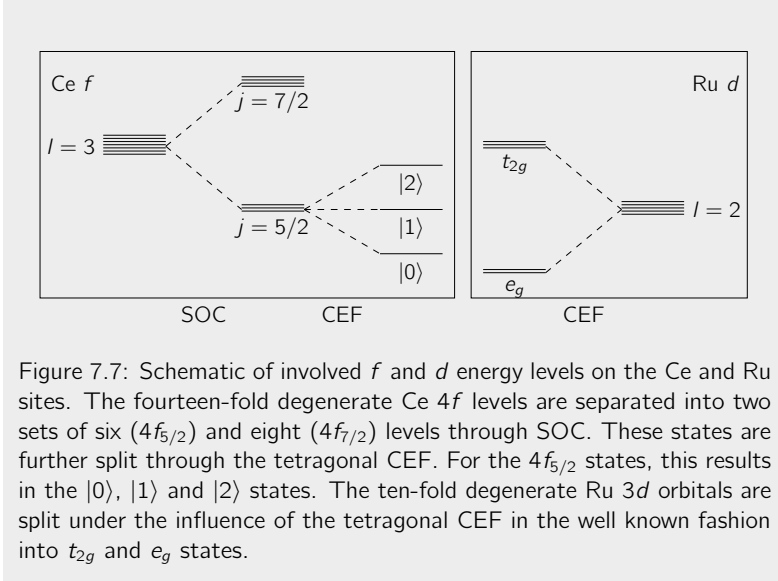 Ce f
l = 3
j = 7/2
j = 5/2
|2⟩
|1⟩
|0⟩
SOC
CEF
Ru d
t₂g
l = 2
e_g
CEF
Figure 7.7: Schematic of involved f and d energy levels on the Ce and Ru
sites. The fourteen-fold degenerate Ce 4f levels are separated into two
sets of six (4f₅/₂) and eight (4f₇/₂) levels through SOC. These states are
further split through the tetragonal CEF. For the 4f₅/₂ states, this results
in the |0⟩, |1⟩ and |2⟩ states. The ten-fold degenerate Ru 3d orbitals are
split under the influence of the tetragonal CEF in the well known fashion
into t₂g and e_g states.